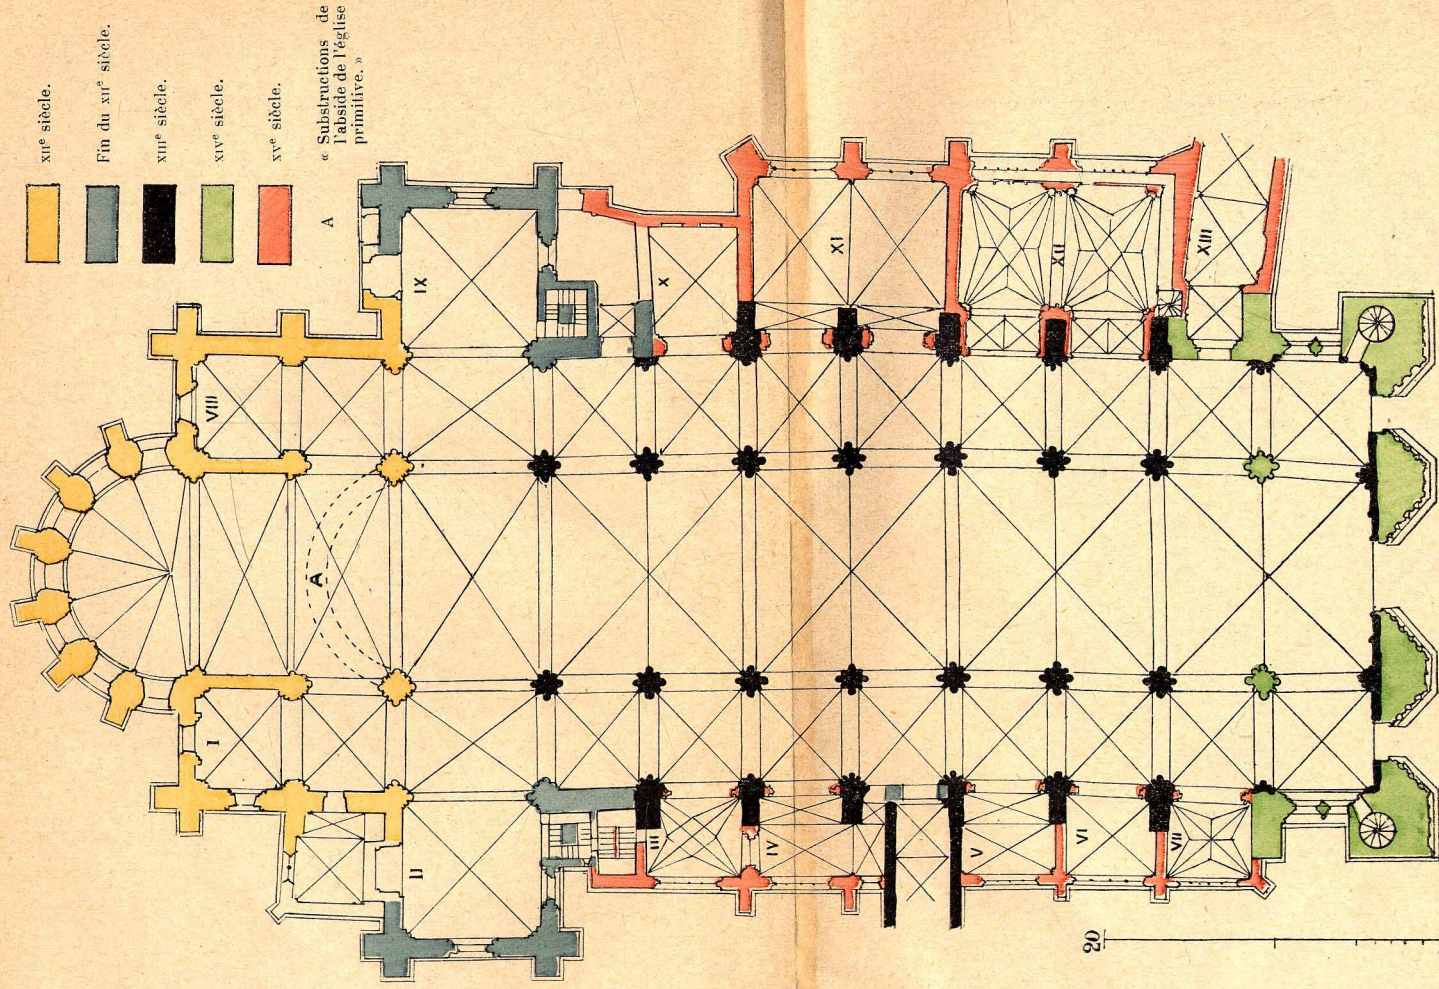 XIIe siècle.
Fin du XIIe siècle.
XIIIe siècle.
XIVe siècle.
XVe siècle.
A « Substructions de
l'abside de l'église
primitive. »
VIII
IX
X
XI
XII
XIII
A
I
II
III
IV
V
VI
VII
20